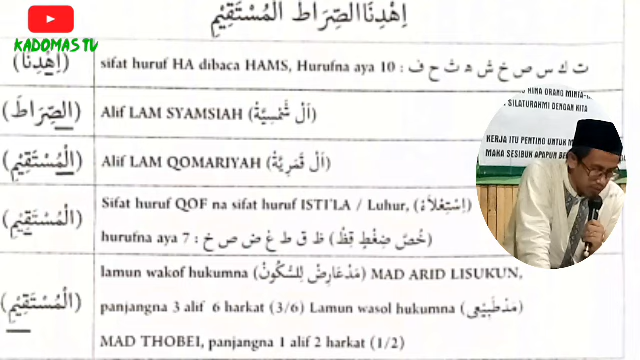 اِهْدِنَا الصِّرَاطَ الْمُسْتَقِيْمِ
KADOMAS TV
(اِهْدِنَا) sifat huruf HA dibaca HAMS, Hurufna aya 10 : ف ح ث ه ش خ ص س ك ت
(الصِّرَاطَ) Alif LAM SYAMSIAH (اَلْ شَمْسِيَّةْ)
(الْمُسْتَقِيْمِ) Alif LAM QOMARIYAH (اَلْ قَمَرِيَّةْ)
(الْمُسْتَقِيْمِ) Sifat huruf QOF na sifat huruf ISTI'LA / Luhur, (اِسْتِعْلَاءْ)
hurufna aya 7 : خ ص ض غ ط ق ظ (خُصَّ ضِغْطٍ قِظْ)
(الْمُسْتَقِيْمِ) lamun wakof hukumna (مَدْعَارِضْ لِلسُّكُوْنْ) MAD ARID LISUKUN,
panjangna 3 alif 6 harkat (3/6) Lamun wasol hukumna (مَدْطَبِيْعِى)
MAD THOBEI, panjangna 1 alif 2 harkat (1/2)
ORANG MINIA-
SILATURAHMI DENGAN KITA
KERJA ITU PENTING UNTUK
MAKA SESIBUK APAPUN